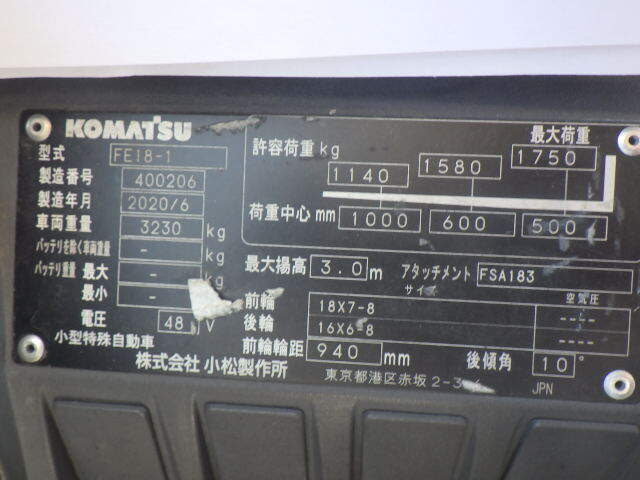 KOMATSU
型式 FE18-1
製造番号 400206
製造年月 2020/6
車両重量 3230 kg
バッテリを除く車両重量 - kg
バッテリ重量 最大 - kg
最小 -
電圧 48 V
小型特殊自動車
株式会社 小松製作所
最大荷重
許容荷重 kg 1140 1580 1750
荷重中心 mm 1000 600 500
最大揚高 3.0 m アタッチメント FSA183
サイズ 空気圧
前輪 18X7-8 ----
後輪 16X6-8 ----
前輪輪距 940 mm 後傾角 10°
東京都港区赤坂 2-3-
JPN